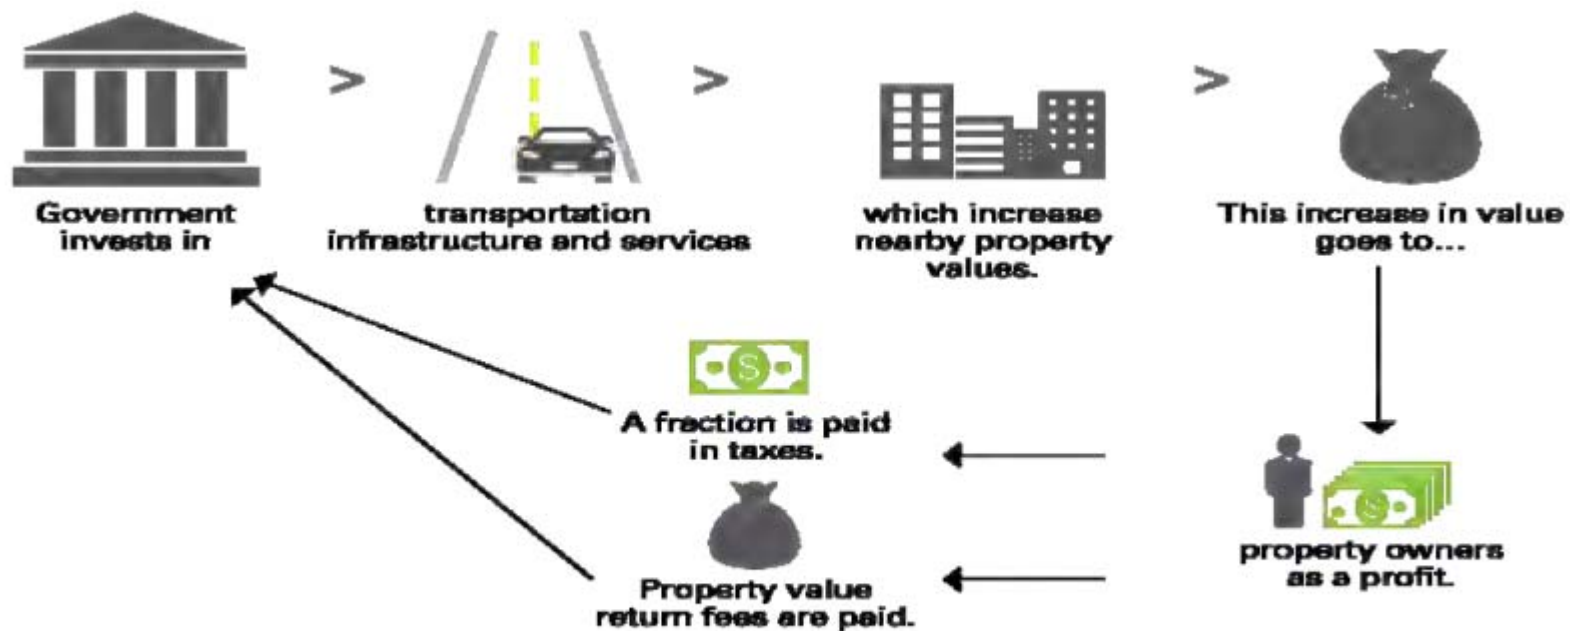 >
>
>
Government
invests in
transportation
infrastructure and services
which increase
nearby property
values.
This increase in value
goes to...
$
A fraction is paid
in taxes.
$
property owners
as a profit.
Property value
return fees are paid.